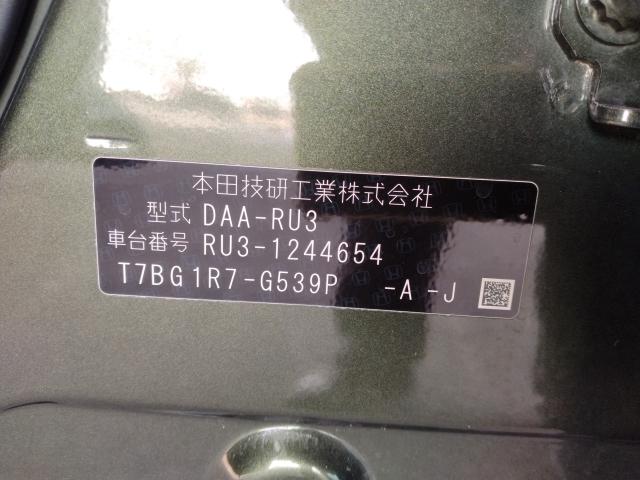 本田技研工業株式会社
型式 DAA-RU3
車台番号 RU3-1244654
T7BG1R7-G539P -A -J